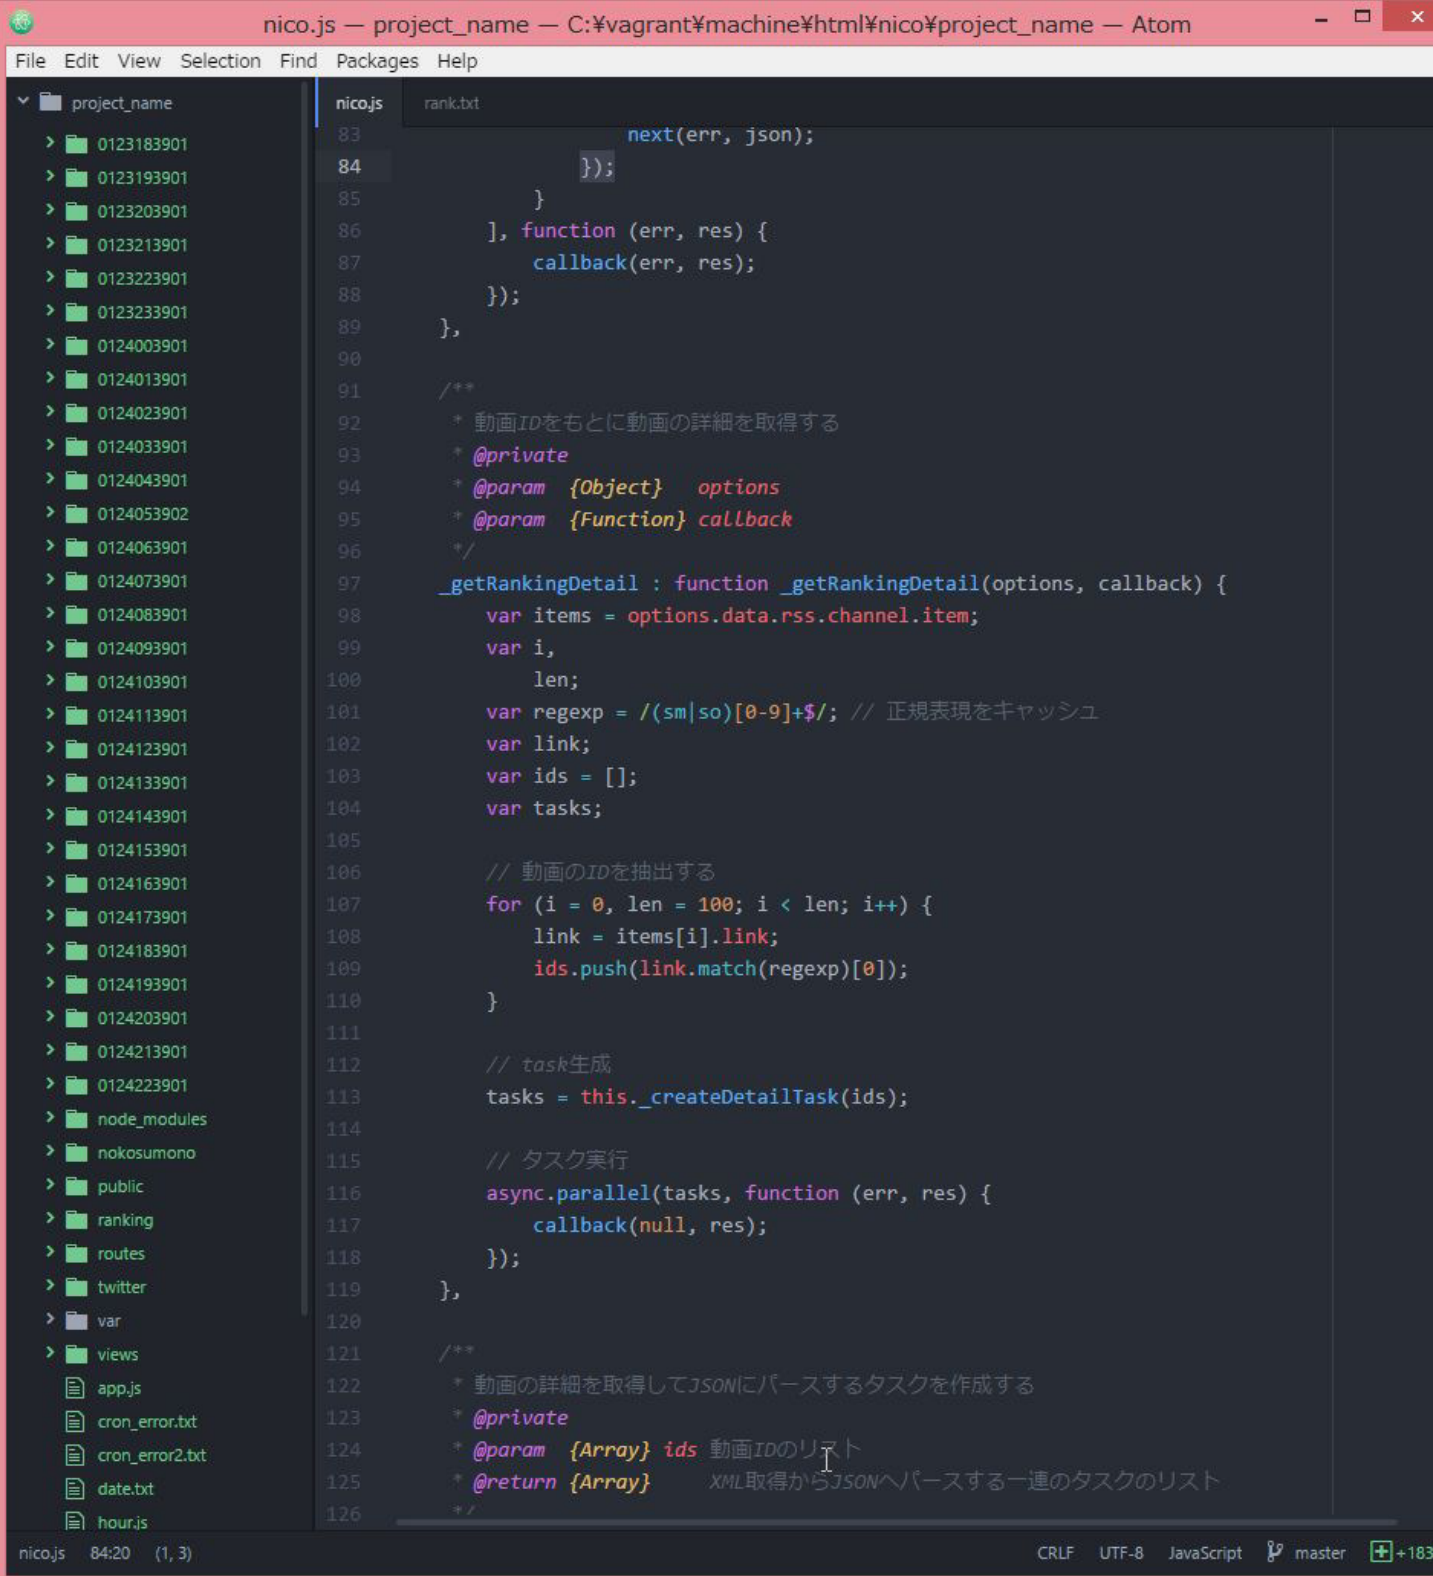 nico.js — project_name — C:¥vagrant¥machine¥html¥nico¥project_name — Atom
File Edit View Selection Find Packages Help
project_name
0123183901
0123193901
0123203901
0123213901
0123223901
0123233901
0124003901
0124013901
0124023901
0124033901
0124043901
0124053902
0124063901
0124073901
0124083901
0124093901
0124103901
0124113901
0124123901
0124133901
0124143901
0124153901
0124163901
0124173901
0124183901
0124193901
0124203901
0124213901
0124223901
node_modules
nokosumono
public
ranking
routes
twitter
var
views
app.js
cron_error.txt
cron_error2.txt
date.txt
hour.js
nico.js rank.txt
83 next(err, json);
84 });
85 }
86 ], function (err, res) {
87 callback(err, res);
88 });
89 },
90
91 /**
92 * 動画IDをもとに動画の詳細を取得する
93 * @private
94 * @param {Object} options
95 * @param {Function} callback
96 */
97 _getRankingDetail : function _getRankingDetail(options, callback) {
98 var items = options.data.rss.channel.item;
99 var i,
100 len;
101 var regexp = /(sm|so)[0-9]+$/; // 正規表現をキャッシュ
102 var link;
103 var ids = [];
104 var tasks;
105
106 // 動画のIDを抽出する
107 for (i = 0, len = 100; i < len; i++) {
108 link = items[i].link;
109 ids.push(link.match(regexp)[0]);
110 }
111
112 // task生成
113 tasks = this._createDetailTask(ids);
114
115 // タスク実行
116 async.parallel(tasks, function (err, res) {
117 callback(null, res);
118 });
119 },
120
121 /**
122 * 動画の詳細を取得してJSONにパースするタスクを作成する
123 * @private
124 * @param {Array} ids 動画IDのリスト
125 * @return {Array} XML取得からJSONへパースする一連のタスクのリスト
126 */
nico.js 84:20 (1, 3) CRLF UTF-8 JavaScript master +183